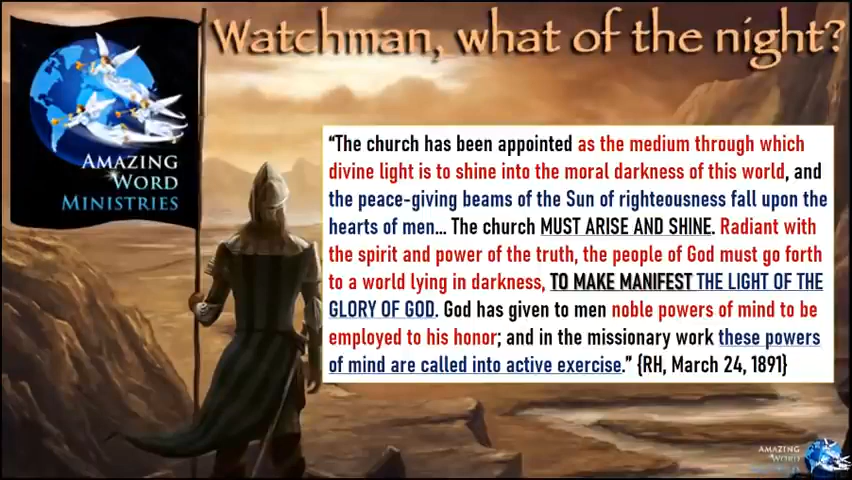 Watchman, what of the night?
AMAZING
WORD
MINISTRIES
“The church has been appointed as the medium through which
divine light is to shine into the moral darkness of this world, and
the peace-giving beams of the Sun of righteousness fall upon the
hearts of men... The church MUST ARISE AND SHINE. Radiant with
the spirit and power of the truth, the people of God must go forth
to a world lying in darkness, TO MAKE MANIFEST THE LIGHT OF THE
GLORY OF GOD. God has given to men noble powers of mind to be
employed to his honor; and in the missionary work these powers
of mind are called into active exercise.” {RH, March 24, 1891}
AMAZING
WORD